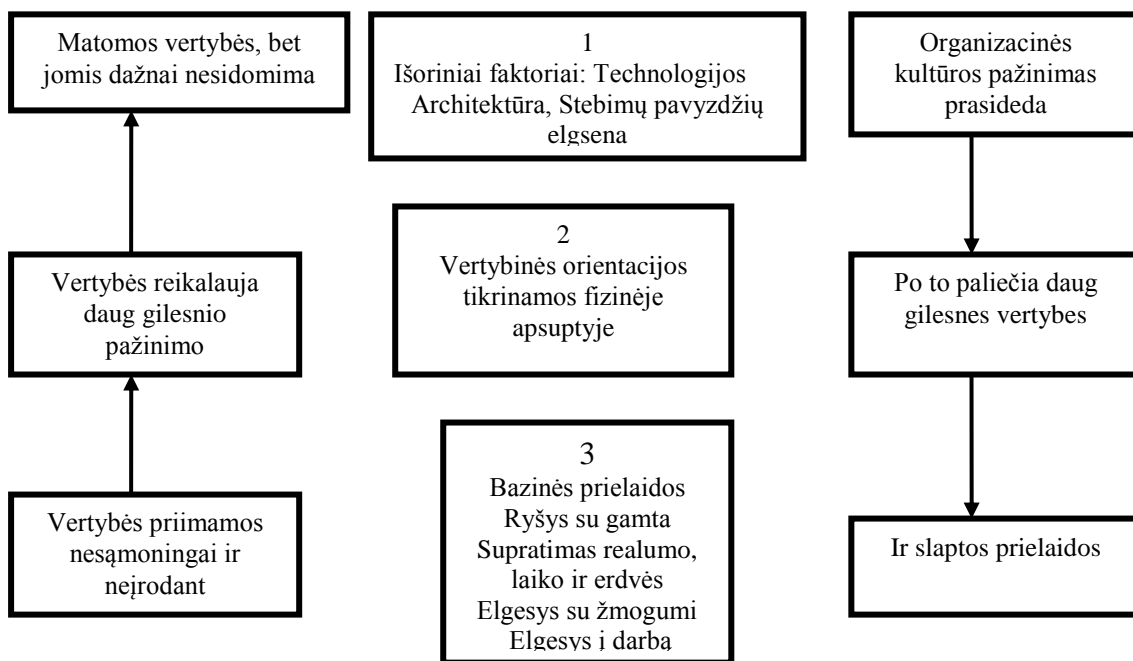 Matomos vertybės, bet
jomis dažnai nesidomima
1
Išoriniai faktoriai: Technologijos
Architektūra, Stebimų pavyzdžių
elgsena
Organizacinės
kultūros pažinimas
prasideda
Vertybės reikalauja
daug gilesnio
pažinimo
2
Vertybinės orientacijos
tikrinamos fizinėje
apsuptyje
Po to paliečia daug
gilesnes vertybes
Vertybės priimamos
nesąmoningai ir
neįrodant
3
Bazinės prielaidos
Ryšys su gamta
Supratimas realumo,
laiko ir erdvės
Elgesys su žmogumi
Elgesys į darbą
Ir slaptos prielaidos